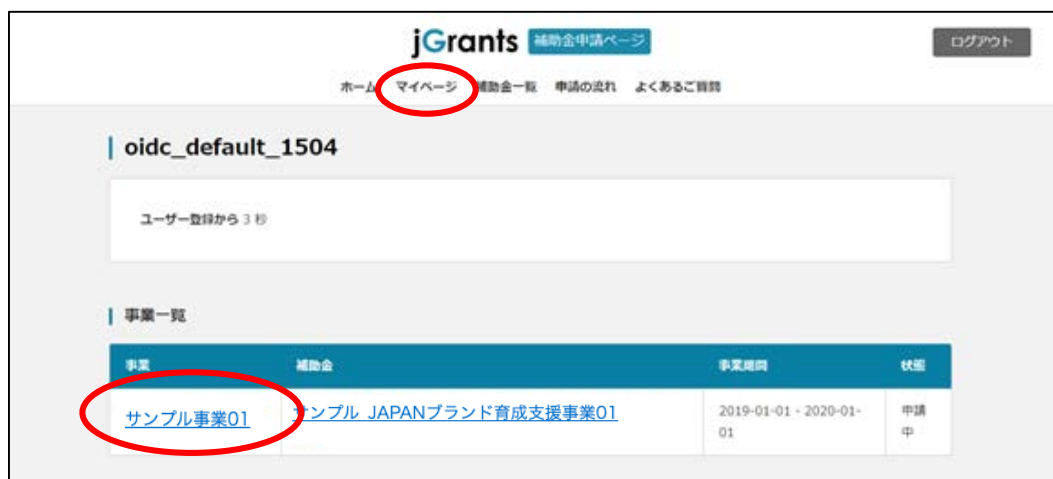 jGrants 補助金申請ページ
ログアウト
ホーム マイページ 補助金一覧 申請の流れ よくあるご質問
oidc_default_1504
ユーザー登録から 3 秒
事業一覧
事業 補助金 事業期間 状態
サンプル事業01 サンプル JAPANブランド育成支援事業01 2019-01-01 - 2020-01-01 申請中